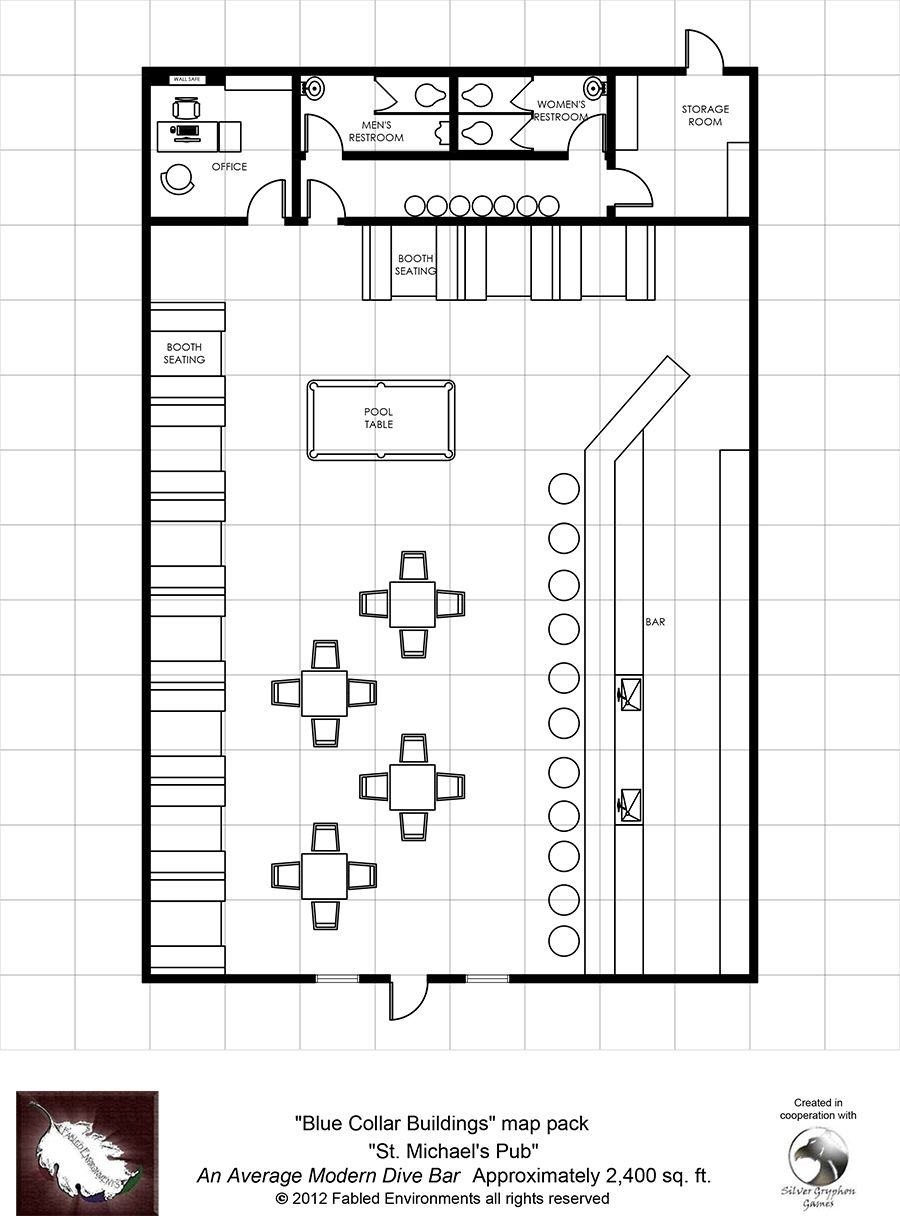 WALL SAFE
OFFICE
MEN'S
RESTROOM
WOMEN'S
RESTROOM
STORAGE
ROOM
BOOTH
SEATING
BOOTH
SEATING
POOL
TABLE
BAR
FABLED ENVIRONMENTS
"Blue Collar Buildings" map pack
"St. Michael's Pub"
An Average Modern Dive Bar Approximately 2,400 sq. ft.
© 2012 Fabled Environments all rights reserved
Created in
cooperation with
Silver Gryphon
Games